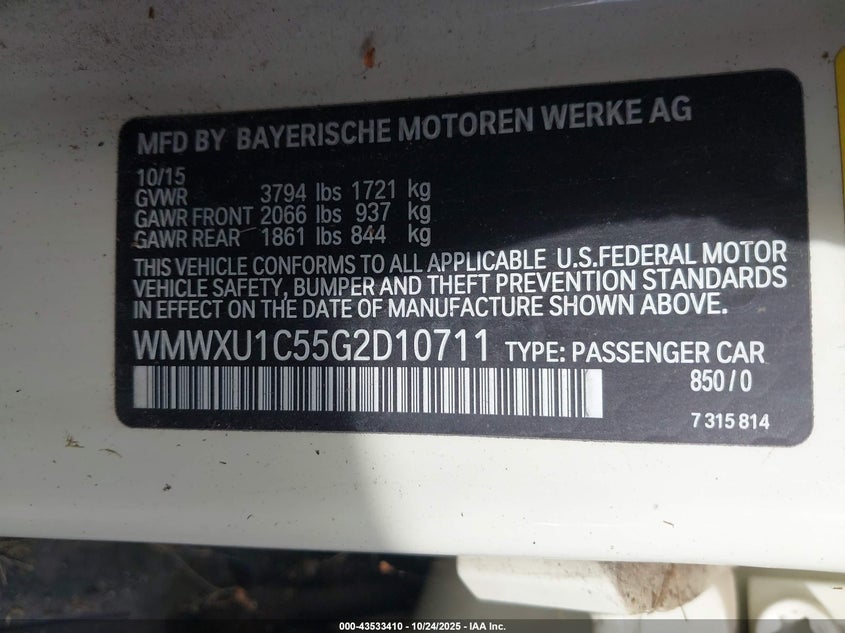 MFD BY BAYERISCHE MOTOREN WERKE AG
10/15
GVWR 3794 lbs 1721 kg
GAWR FRONT 2066 lbs 937 kg
GAWR REAR 1861 lbs 844 kg
THIS VEHICLE CONFORMS TO ALL APPLICABLE U.S.FEDERAL MOTOR
VEHICLE SAFETY, BUMPER AND THEFT PREVENTION STANDARDS
IN EFFECT ON THE DATE OF MANUFACTURE SHOWN ABOVE.
WMWXU1C55G2D10711 TYPE: PASSENGER CAR
850/0
7 315 814
000-43533410 - 10/24/2025 - IAA Inc.